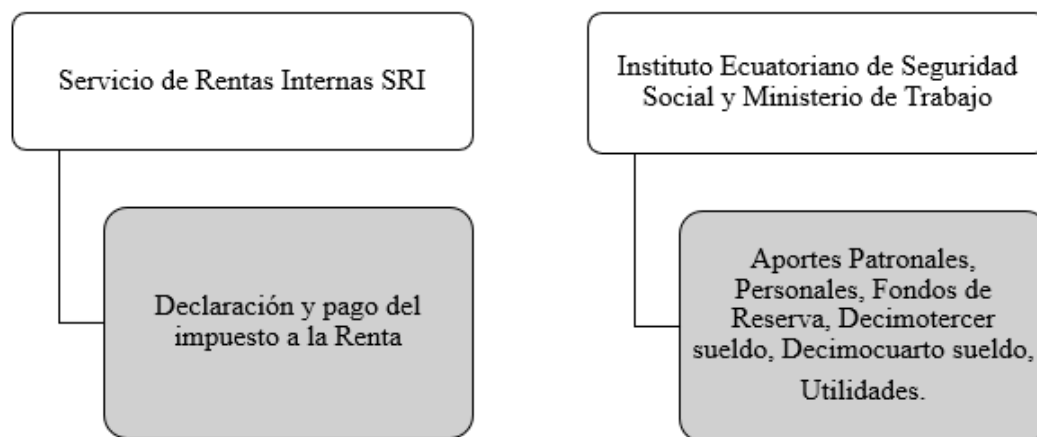 Servicio de Rentas Internas SRI
Declaración y pago del
impuesto a la Renta
Instituto Ecuatoriano de Seguridad
Social y Ministerio de Trabajo
Aportes Patronales,
Personales, Fondos de
Reserva, Decimotercer
sueldo, Decimocuarto sueldo,
Utilidades.